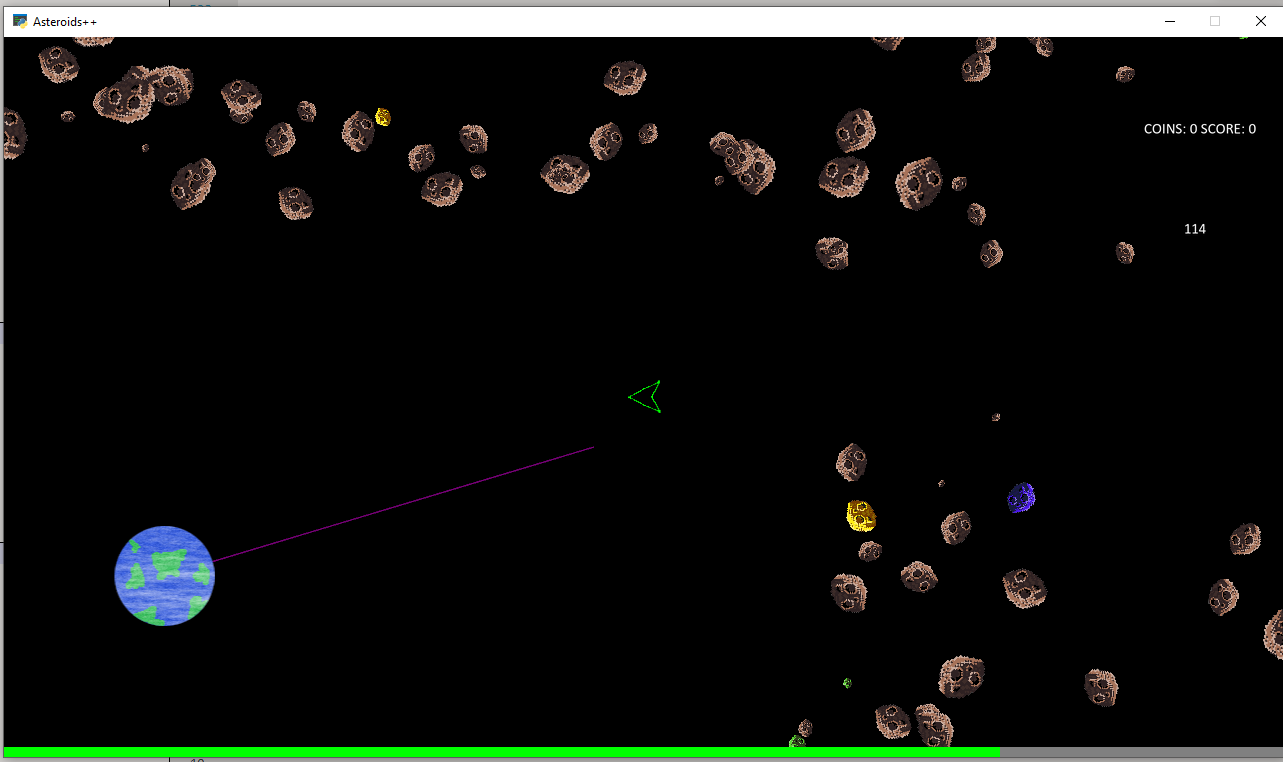 Asteroids++
COINS: 0 SCORE: 0
114